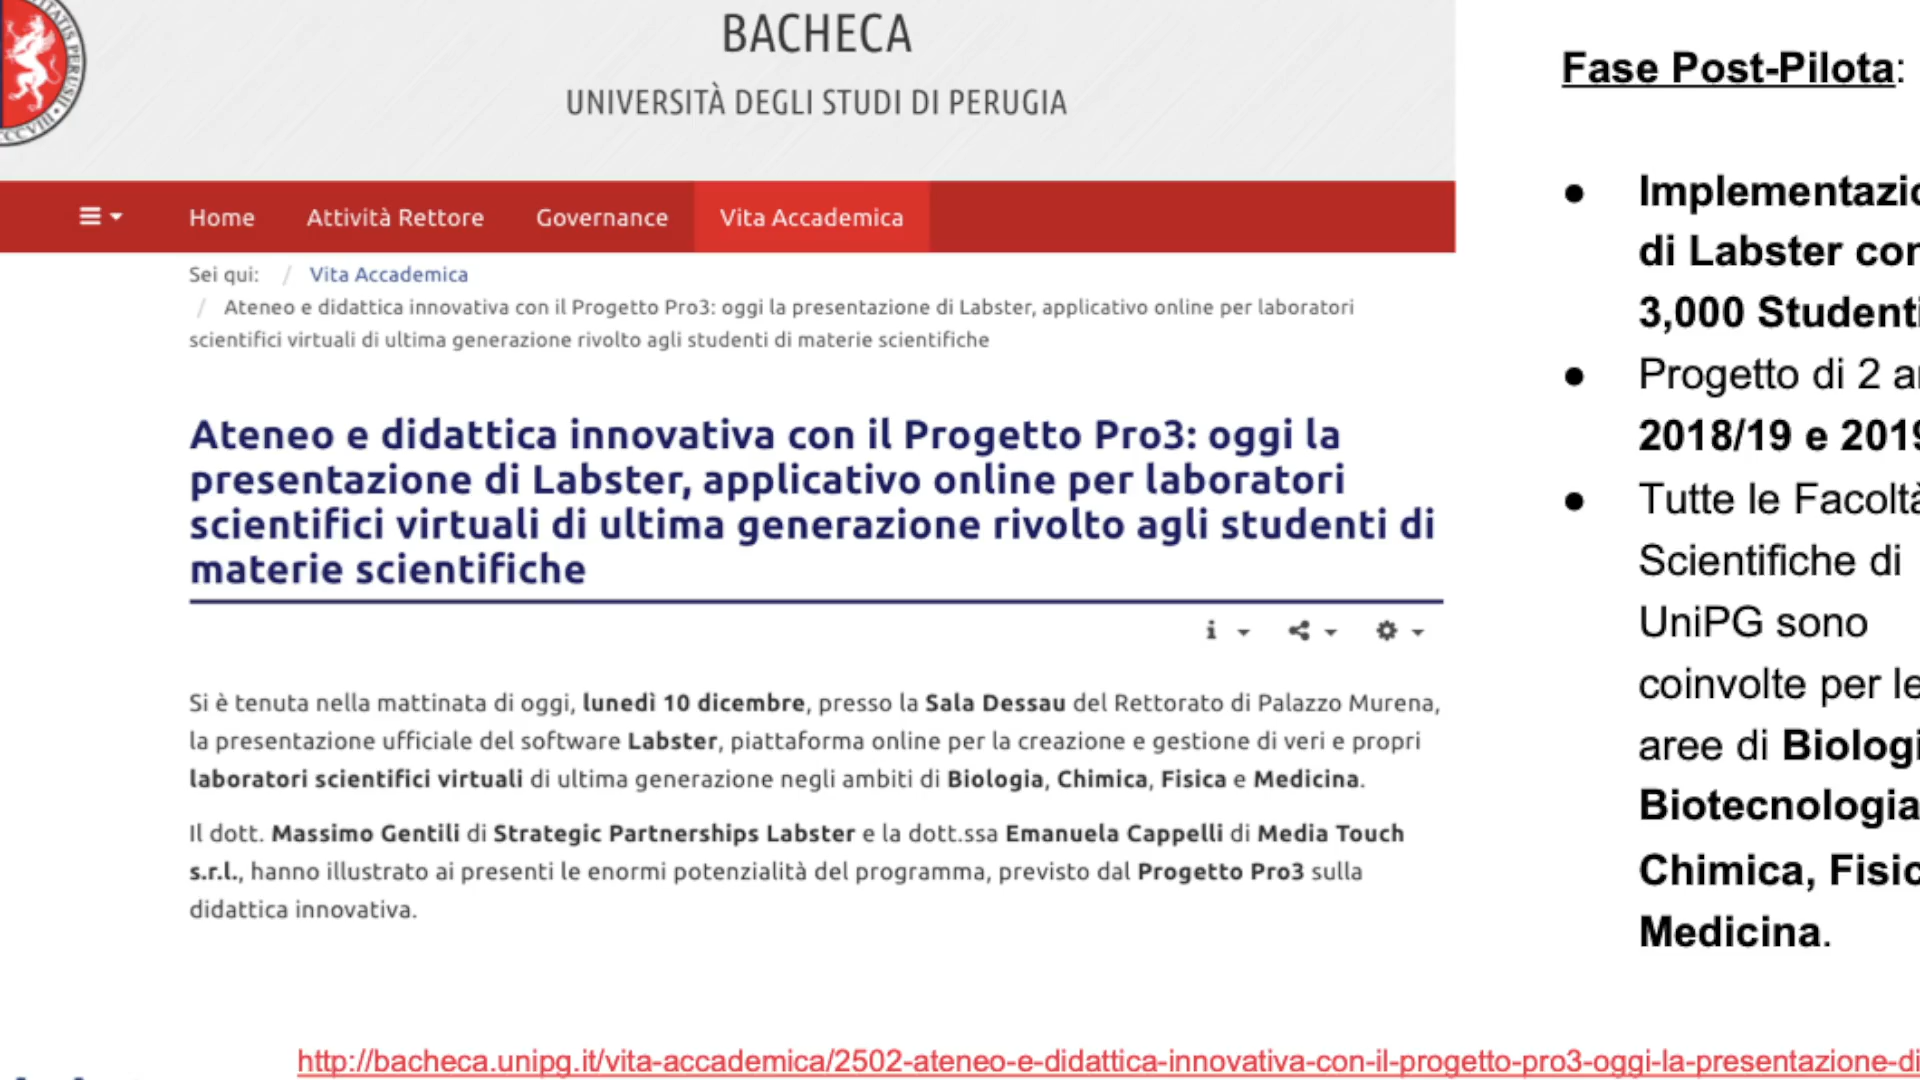 BACHECA
UNIVERSITÀ DEGLI STUDI DI PERUGIA
Home Attività Rettore Governance Vita Accademica
Sei qui: / Vita Accademica
/ Ateneo e didattica innovativa con il Progetto Pro3: oggi la presentazione di Labster, applicativo online per laboratori
scientifici virtuali di ultima generazione rivolto agli studenti di materie scientifiche
Ateneo e didattica innovativa con il Progetto Pro3: oggi la
presentazione di Labster, applicativo online per laboratori
scientifici virtuali di ultima generazione rivolto agli studenti di
materie scientifiche
Si è tenuta nella mattinata di oggi, lunedì 10 dicembre, presso la Sala Dessau del Rettorato di Palazzo Murena,
la presentazione ufficiale del software Labster, piattaforma online per la creazione e gestione di veri e propri
laboratori scientifici virtuali di ultima generazione negli ambiti di Biologia, Chimica, Fisica e Medicina.
Il dott. Massimo Gentili di Strategic Partnerships Labster e la dott.ssa Emanuela Cappelli di Media Touch
s.r.l., hanno illustrato ai presenti le enormi potenzialità del programma, previsto dal Progetto Pro3 sulla
didattica innovativa.
Fase Post-Pilota:
● Implementazio
di Labster con
3,000 Studenti
● Progetto di 2
2018/19 e 2019
● Tutte le Facoltà
Scientifiche di
UniPG sono
coinvolte per le
aree di Biologi
Biotecnologia
Chimica, Fisic
Medicina.
http://bacheca.unipg.it/vita-accademica/2502-ateneo-e-didattica-innovativa-con-il-progetto-pro3-oggi-la-presentazione-di